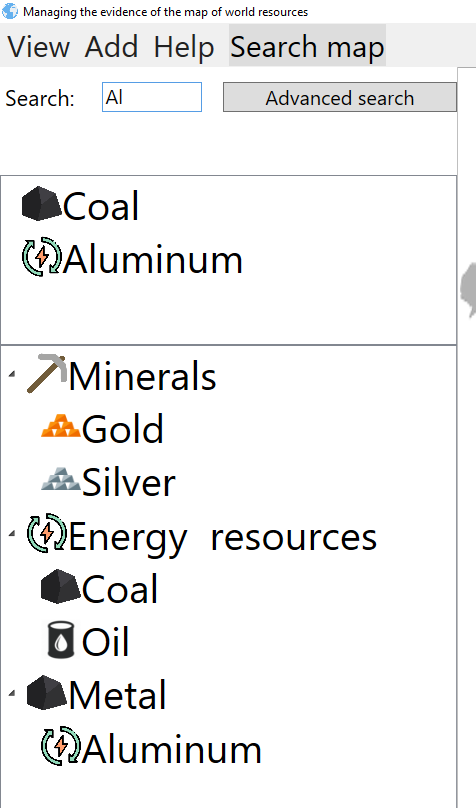 Managing the evidence of the map of world resources
View Add Help Search map
Search: Al Advanced search
Coal
Aluminum
Minerals
Gold
Silver
Energy resources
Coal
Oil
Metal
Aluminum